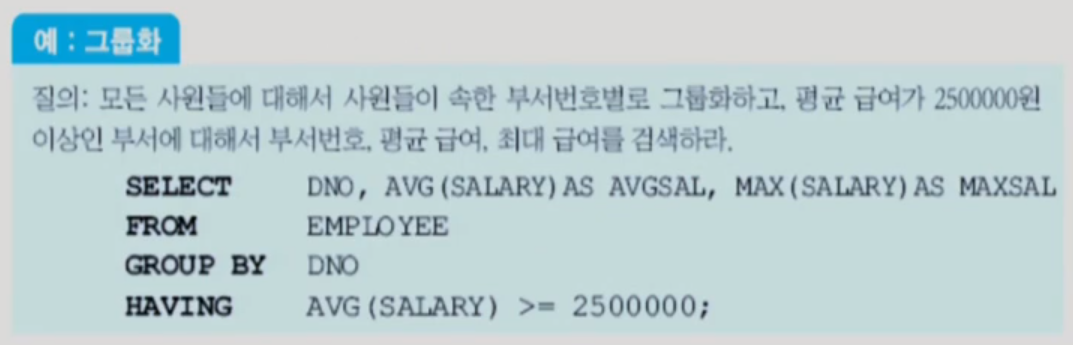 예 : 그룹화
질의: 모든 사원들에 대해서 사원들이 속한 부서번호별로 그룹화하고, 평균 급여가 2500000원
이상인 부서에 대해서 부서번호, 평균 급여, 최대 급여를 검색하라.
SELECT DNO, AVG(SALARY)AS AVGSAL, MAX(SALARY)AS MAXSAL
FROM EMPLOYEE
GROUP BY DNO
HAVING AVG(SALARY) >= 2500000;